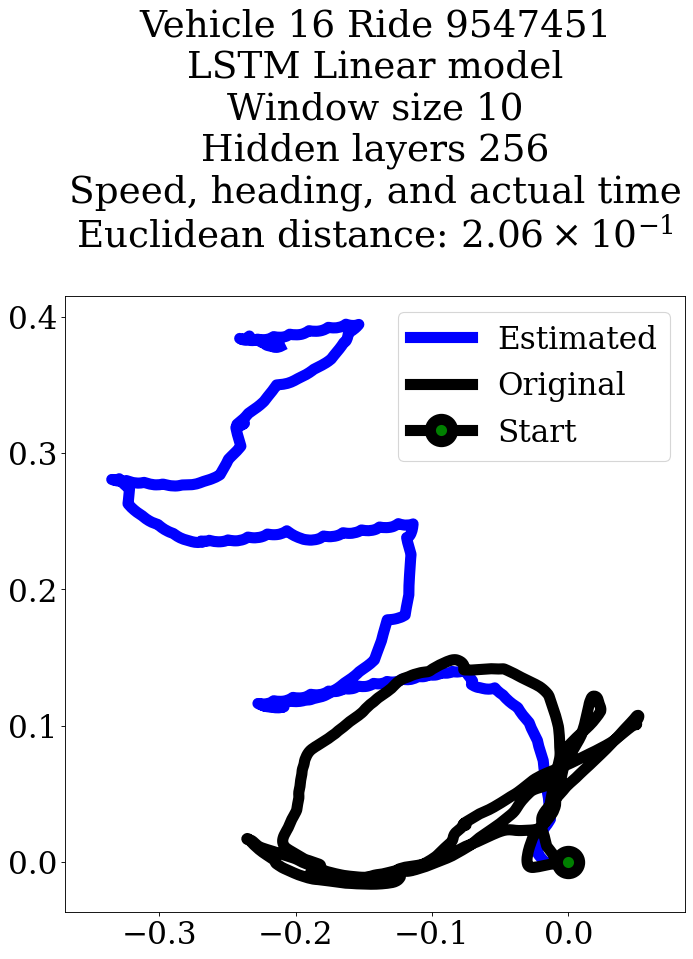 Vehicle 16 Ride 9547451
LSTM Linear model
Window size 10
Hidden layers 256
Speed, heading, and actual time
Euclidean distance: 2.06 × 10⁻¹
Estimated
Original
Start
0.4
0.3
0.2
0.1
0.0
−0.3 −0.2 −0.1 0.0